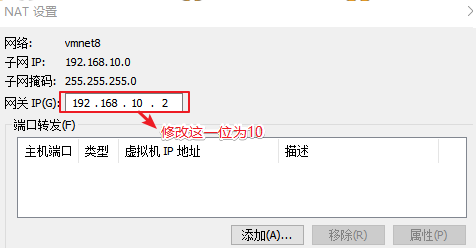 NAT 设置
网络: vmnet8
子网 IP: 192.168.10.0
子网掩码: 255.255.255.0
网关 IP(G): 192 . 168 . 10 . 2
修改这一位为10
端口转发(F)
主机端口 类型 虚拟机 IP 地址 描述
添加(A)... 移除(R) 属性(P)